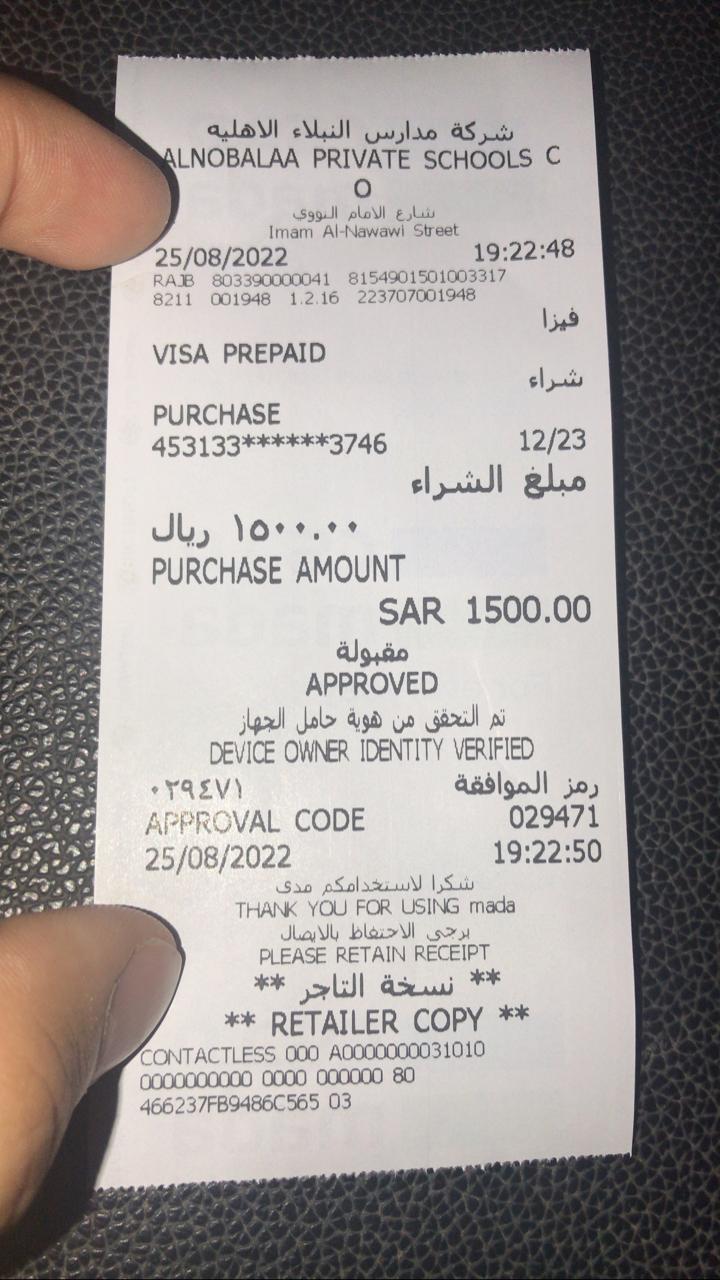 شركة مدارس النبلاء الاهليه
ALNOBALAA PRIVATE SCHOOLS C
O
شارع الامام النووي
Imam Al-Nawawi Street
25/08/2022 19:22:48
RAJB 803390000041 8154901501003317
8211 001948 1.2.16 223707001948
فيزا
VISA PREPAID
شراء
PURCHASE
453133******3746 12/23
مبلغ الشراء
١٥٠٠.٠٠ ريال
PURCHASE AMOUNT
SAR 1500.00
مقبولة
APPROVED
تم التحقق من هوية حامل الجهاز
DEVICE OWNER IDENTITY VERIFIED
رمز الموافقة ٠٢٩٤٧١
APPROVAL CODE 029471
25/08/2022 19:22:50
شكرا لاستخدامكم مدى
THANK YOU FOR USING mada
يرجى الاحتفاظ بالايصال
PLEASE RETAIN RECEIPT
** نسخة التاجر **
** RETAILER COPY **
CONTACTLESS 000 A0000000031010
0000000000 0000 000000 80
466237FB9486C565 03